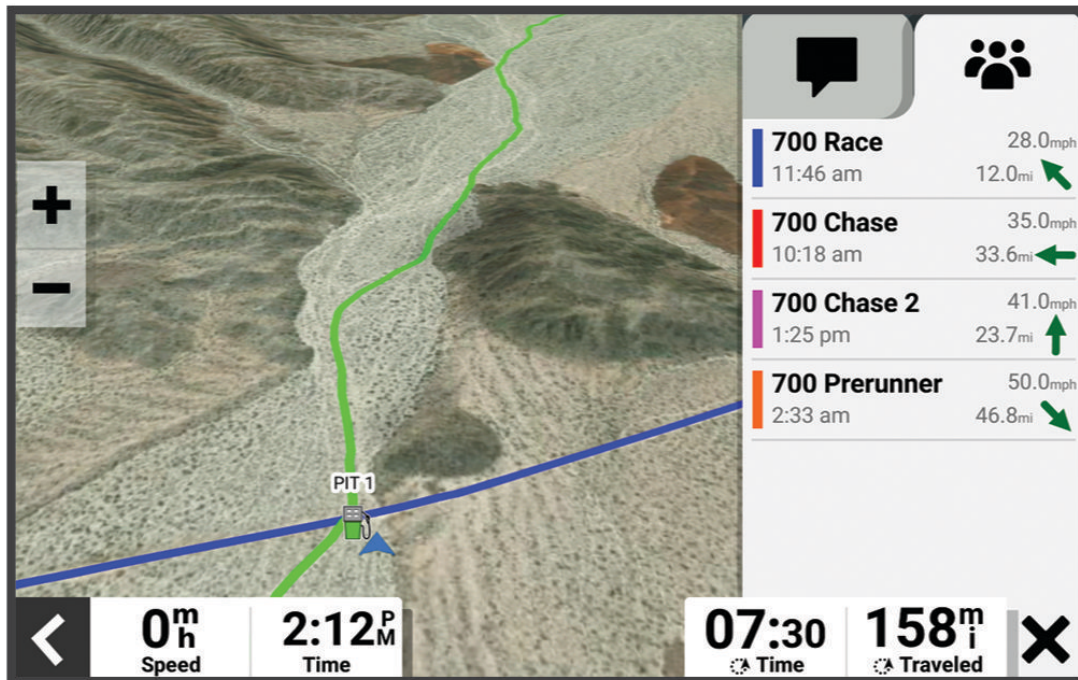 700 Race 28.0mph
11:46 am 12.0mi
700 Chase 35.0mph
10:18 am 33.6mi
700 Chase 2 41.0mph
1:25 pm 23.7mi
700 Prerunner 50.0mph
2:33 am 46.8mi
+
−
PIT 1
0mh 2:12PM 07:30 158mi
Speed Time Time Traveled